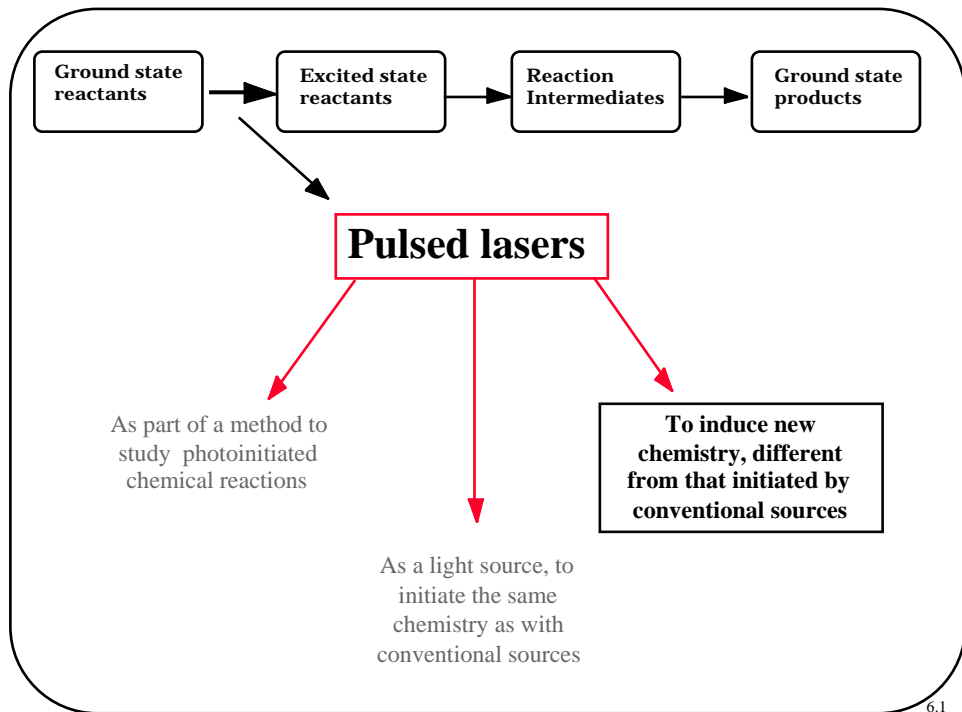 Ground state
reactants
Excited state
reactants
Reaction
Intermediates
Ground state
products
Pulsed lasers
As part of a method to
study photoinitiated
chemical reactions
To induce new
chemistry, different
from that initiated by
conventional sources
As a light source, to
initiate the same
chemistry as with
conventional sources
6.1